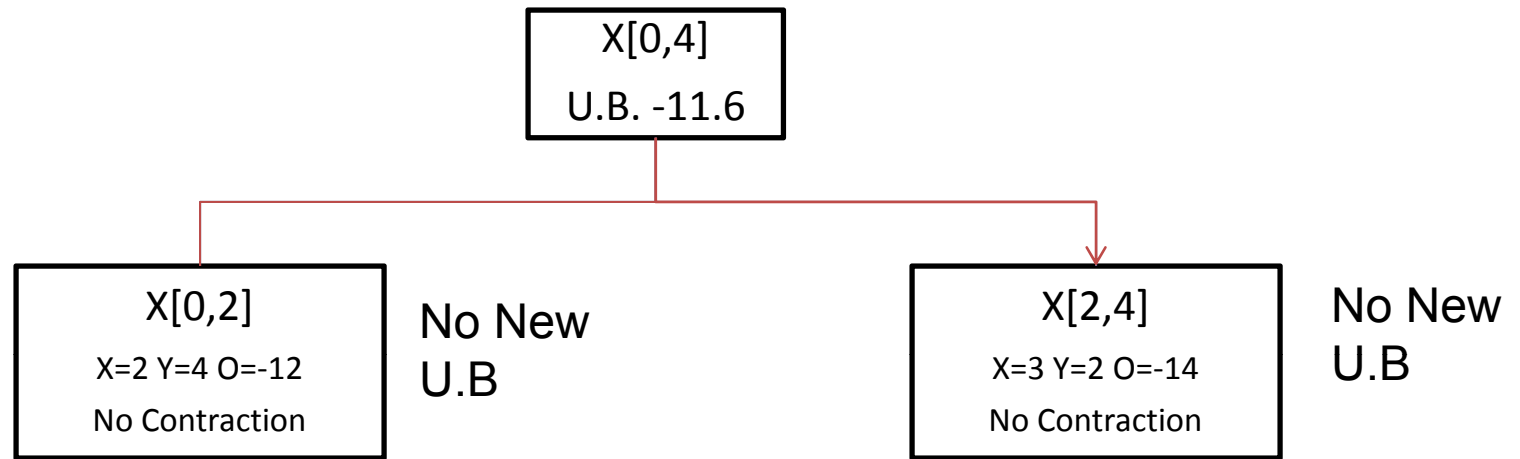 X[0,4]
U.B. -11.6
X[0,2]
X=2 Y=4 O=-12
No Contraction
No New
U.B
X[2,4]
X=3 Y=2 O=-14
No Contraction
No New
U.B